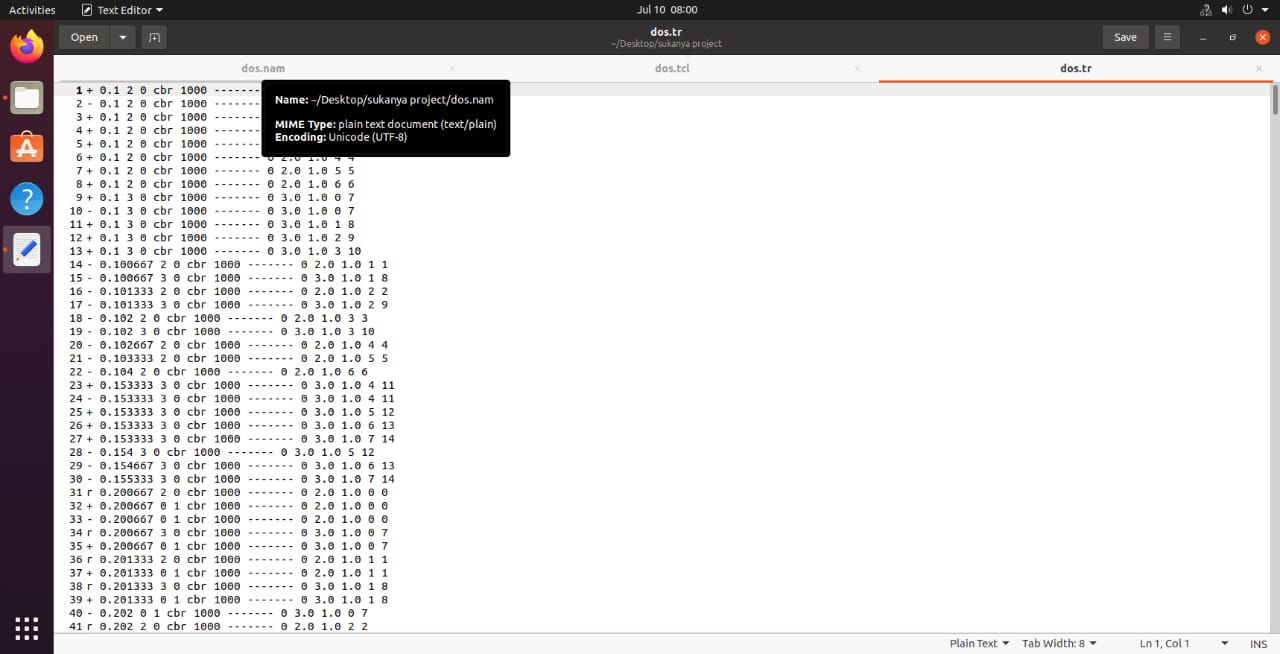 Activities Text Editor Jul 10 08:00
Open dos.tr Save
~/Desktop/sukanya project
dos.nam dos.tcl dos.tr
Name: ~/Desktop/sukanya project/dos.nam
MIME Type: plain text document (text/plain)
Encoding: Unicode (UTF-8)
1 + 0.1 2 0 cbr 1000 -------
2 - 0.1 2 0 cbr 1000 -------
3 + 0.1 2 0 cbr 1000 -------
4 + 0.1 2 0 cbr 1000 -------
5 + 0.1 2 0 cbr 1000 -------
6 + 0.1 2 0 cbr 1000 ------- 0 2.0 1.0 4 4
7 + 0.1 2 0 cbr 1000 ------- 0 2.0 1.0 5 5
8 + 0.1 2 0 cbr 1000 ------- 0 2.0 1.0 6 6
9 + 0.1 3 0 cbr 1000 ------- 0 3.0 1.0 0 7
10 - 0.1 3 0 cbr 1000 ------- 0 3.0 1.0 0 7
11 + 0.1 3 0 cbr 1000 ------- 0 3.0 1.0 1 8
12 + 0.1 3 0 cbr 1000 ------- 0 3.0 1.0 2 9
13 + 0.1 3 0 cbr 1000 ------- 0 3.0 1.0 3 10
14 - 0.100667 2 0 cbr 1000 ------- 0 2.0 1.0 1 1
15 - 0.100667 3 0 cbr 1000 ------- 0 3.0 1.0 1 8
16 - 0.101333 2 0 cbr 1000 ------- 0 2.0 1.0 2 2
17 - 0.101333 3 0 cbr 1000 ------- 0 3.0 1.0 2 9
18 - 0.102 2 0 cbr 1000 ------- 0 2.0 1.0 3 3
19 - 0.102 3 0 cbr 1000 ------- 0 3.0 1.0 3 10
20 - 0.102667 2 0 cbr 1000 ------- 0 2.0 1.0 4 4
21 - 0.103333 2 0 cbr 1000 ------- 0 2.0 1.0 5 5
22 - 0.104 2 0 cbr 1000 ------- 0 2.0 1.0 6 6
23 + 0.153333 3 0 cbr 1000 ------- 0 3.0 1.0 4 11
24 - 0.153333 3 0 cbr 1000 ------- 0 3.0 1.0 4 11
25 + 0.153333 3 0 cbr 1000 ------- 0 3.0 1.0 5 12
26 + 0.153333 3 0 cbr 1000 ------- 0 3.0 1.0 6 13
27 + 0.153333 3 0 cbr 1000 ------- 0 3.0 1.0 7 14
28 - 0.154 3 0 cbr 1000 ------- 0 3.0 1.0 5 12
29 - 0.154667 3 0 cbr 1000 ------- 0 3.0 1.0 6 13
30 - 0.155333 3 0 cbr 1000 ------- 0 3.0 1.0 7 14
31 r 0.200667 2 0 cbr 1000 ------- 0 2.0 1.0 0 0
32 + 0.200667 0 1 cbr 1000 ------- 0 2.0 1.0 0 0
33 - 0.200667 0 1 cbr 1000 ------- 0 2.0 1.0 0 0
34 r 0.200667 3 0 cbr 1000 ------- 0 3.0 1.0 0 7
35 + 0.200667 0 1 cbr 1000 ------- 0 3.0 1.0 0 7
36 r 0.201333 2 0 cbr 1000 ------- 0 2.0 1.0 1 1
37 + 0.201333 0 1 cbr 1000 ------- 0 2.0 1.0 1 1
38 r 0.201333 3 0 cbr 1000 ------- 0 3.0 1.0 1 8
39 + 0.201333 0 1 cbr 1000 ------- 0 3.0 1.0 1 8
40 - 0.202 0 1 cbr 1000 ------- 0 3.0 1.0 0 7
41 r 0.202 2 0 cbr 1000 ------- 0 2.0 1.0 2 2
Plain Text Tab Width: 8 Ln 1, Col 1 INS